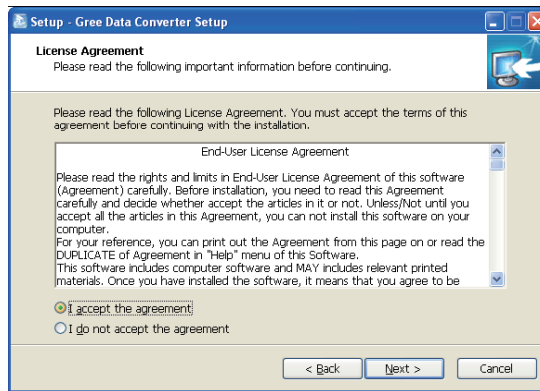 Setup - Gree Data Converter Setup
License Agreement
Please read the following important information before continuing.
Please read the following License Agreement. You must accept the terms of this
agreement before continuing with the installation.
End-User License Agreement
Please read the rights and limits in End-User License Agreement of this software
(Agreement) carefully. Before installation, you need to read this Agreement
carefully and decide whether accept the articles in it or not. Unless/Not until you
accept all the articles in this Agreement, you can not install this software on your
computer.
For your reference, you can print out the Agreement from this page on or read the
DUPLICATE of Agreement in "Help" menu of this Software.
This software includes computer software and MAY includes relevant printed
materials. Once you have installed the software, it means that you agree to be
I accept the agreement
I do not accept the agreement
< Back Next > Cancel